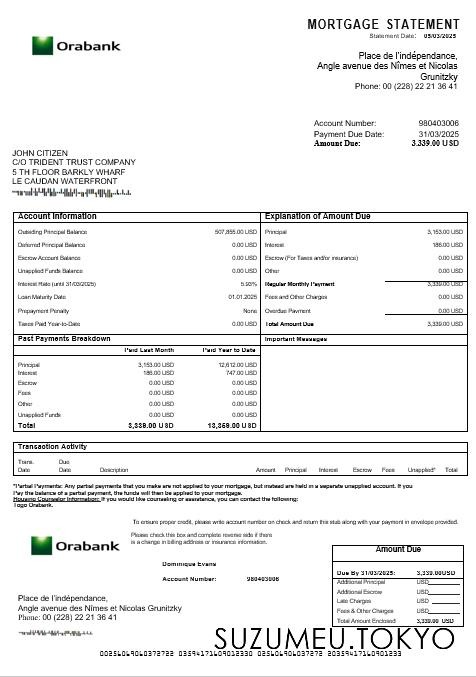 MORTGAGE STATEMENT
Statement Date: 05/03/2025
Orabank
Place de l'indépendance,
Angle avenue des Nîmes et Nicolas
Grunitzky
Phone: 00 (228) 22 21 36 41
Account Number: 980403006
Payment Due Date: 31/03/2025
Amount Due: 3,339.00 USD
JOHN CITIZEN
C/O TRIDENT TRUST COMPANY
5 TH FLOOR BARKLY WHARF
LE CAUDAN WATERFRONT
Account Information
Outsiding Principal Balance 507,855.00 USD
Deferred Principal Balance 0.00 USD
Escrow Account Balance 0.00 USD
Unapplied Funds Balance 0.00 USD
Interest Rate (until 31/03/2025) 5.93%
Loan Maturity Date 01.01.2025
Prepayment Penalty None
Taxes Paid Year-to-Date 0.00 USD
Explanation of Amount Due
Principal 3,153.00 USD
Interest 186.00 USD
Escrow (For Taxes and/or insurance) 0.00 USD
Other 0.00 USD
Regular Monthly Payment 3,339.00 USD
Fees and Other Charges 0.00 USD
Overdue Payment 0.00 USD
Total Amount Due 3,339.00 USD
Past Payments Breakdown
Paid Last Month Paid Year to Date
Principal 3,153.00 USD 12,612.00 USD
Interest 186.00 USD 747.00 USD
Escrow 0.00 USD 0.00 USD
Fees 0.00 USD 0.00 USD
Other 0.00 USD 0.00 USD
Unapplied Funds 0.00 USD 0.00 USD
Total 3,339.00 USD 13,359.00 USD
Important Messages
Transaction Activity
Trans. Due
Date Date Description Amount Principal Interest Escrow Fees Unapplied* Total
*Partial Payments: Any partial payments that you make are not applied to your mortgage, but instead are held in a separate unapplied account. If you
Pay the balance of a partial payment, the funds will then be applied to your mortgage.
Housing Counselor Information: If you would like counseling or assistance, you can contact the following:
Togo Orabank.
To ensure proper credit, please write account number on check and return this stub along with your payment in envelope provided.
Orabank
Please check this box and complete reverse side if there
is a change in billing address or insurance information.
Dominique Evans
Account Number: 980403006
Amount Due
Due By 31/03/2025: 3,339.00USD
Additional Principal USD
Additional Escrow USD
Late Charges USD
Fees & Other Charges USD
Total Amount Enclosed 3,339.00 USD
Place de l'indépendance,
Angle avenue des Nîmes et Nicolas Grunitzky
Phone: 00 (228) 22 21 36 41
SUZUMEU.TOKYO